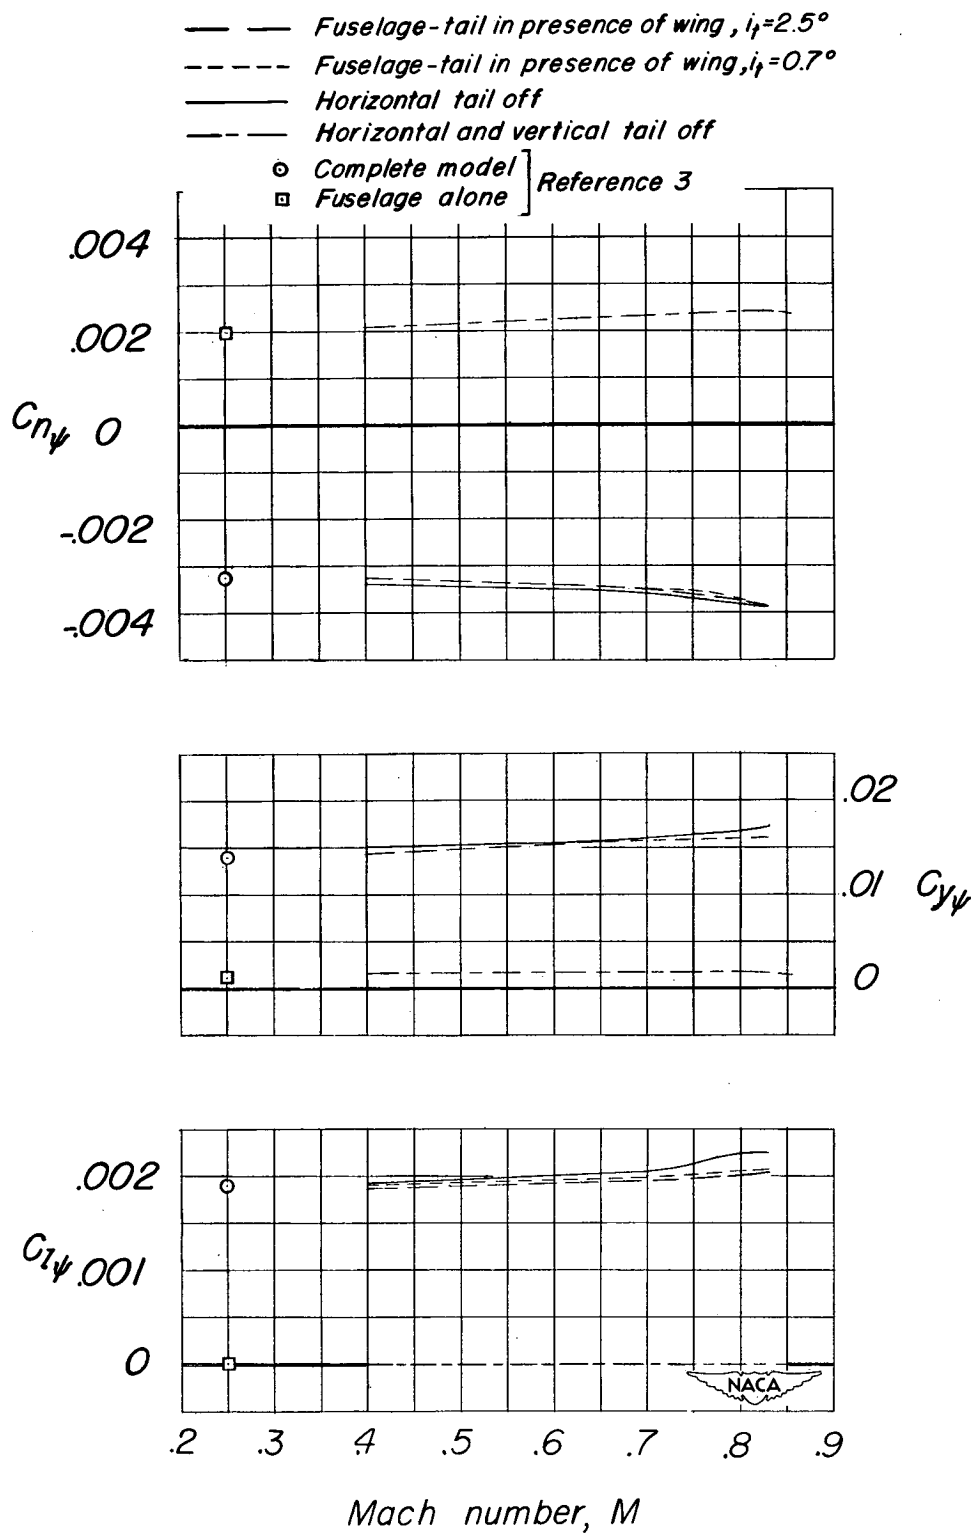 Fuselage-tail in presence of wing, iₜ=2.5°
Fuselage-tail in presence of wing, iₜ=0.7°
Horizontal tail off
Horizontal and vertical tail off
Complete model
Fuselage alone
Reference 3
.004
.002
Cnψ 0
-.002
-.004
.02
.01 Cyψ
0
.002
Clψ .001
0
NACA
.2 .3 .4 .5 .6 .7 .8 .9
Mach number, M